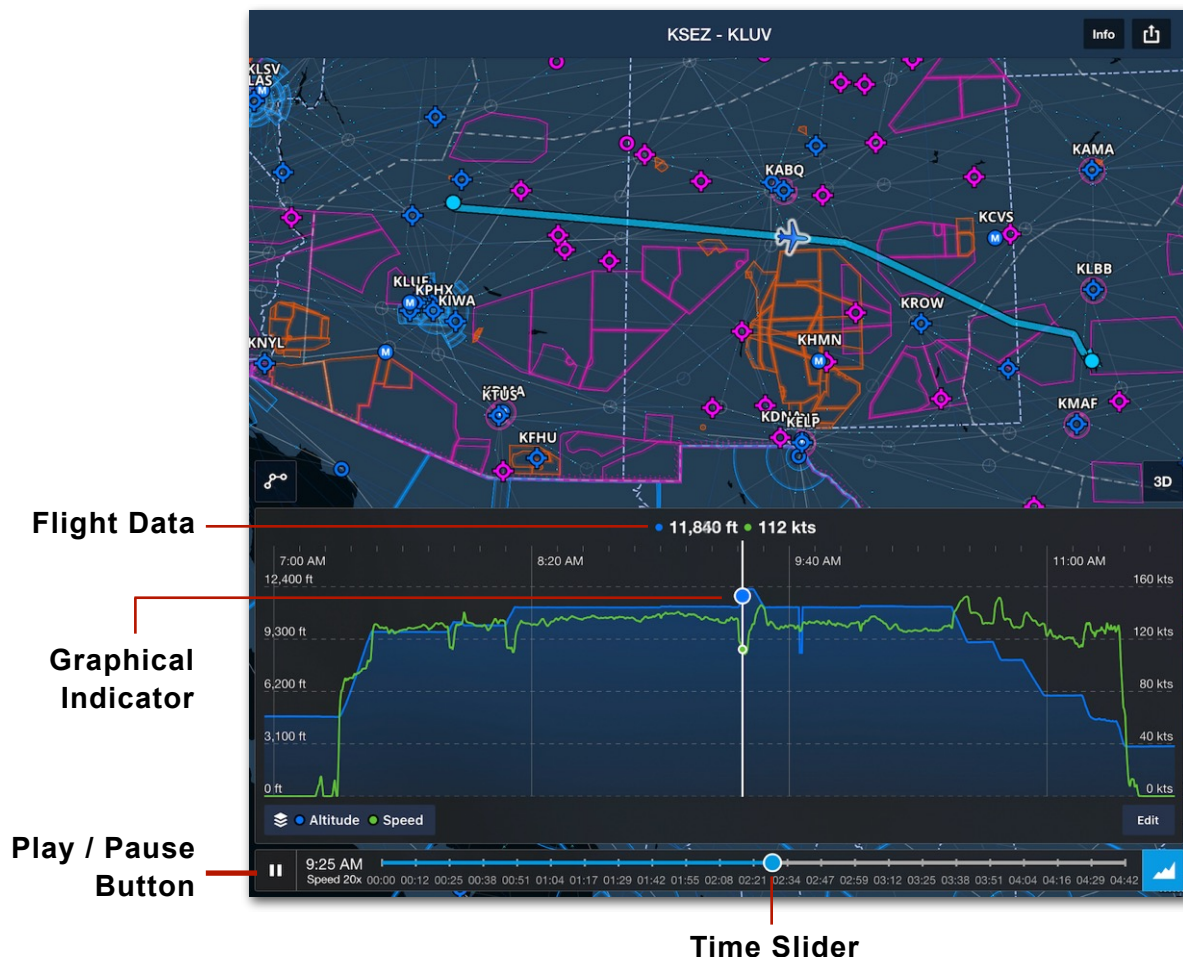 KSEZ - KLUV
Info
KLSV
LAS
KABQ
KAMA
KCVS
M
KLBB
KLUF
KPHX
KIWA
M
KROW
KNYL
M
KHMN
M
KTUS
KMAF
KELP
KFHU
3D
Flight Data
11,840 ft 112 kts
7:00 AM 8:20 AM 9:40 AM 11:00 AM
12,400 ft 160 kts
9,300 ft 120 kts
Graphical
Indicator
6,200 ft 80 kts
3,100 ft 40 kts
0 ft 0 kts
Altitude Speed Edit
Play / Pause
Button
9:25 AM
Speed 20x 00:00 00:12 00:25 00:38 00:51 01:04 01:17 01:29 01:42 01:55 02:08 02:21 02:34 02:47 02:59 03:12 03:25 03:38 03:51 04:04 04:16 04:29 04:42
Time Slider